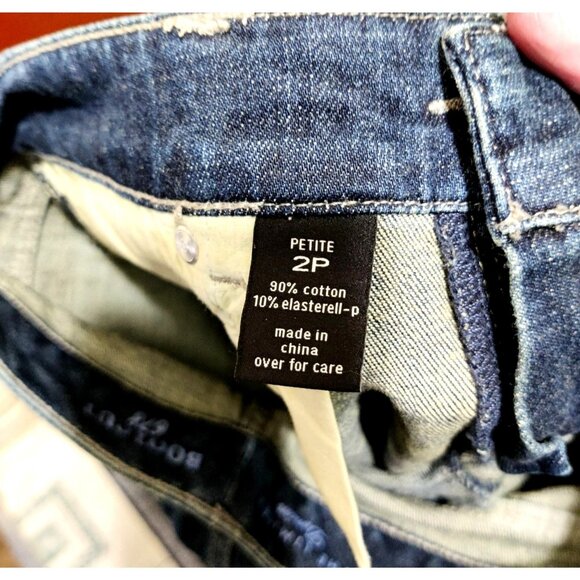 PETITE
2P
90% cotton
10% elasterell-p
made in
china
over for care